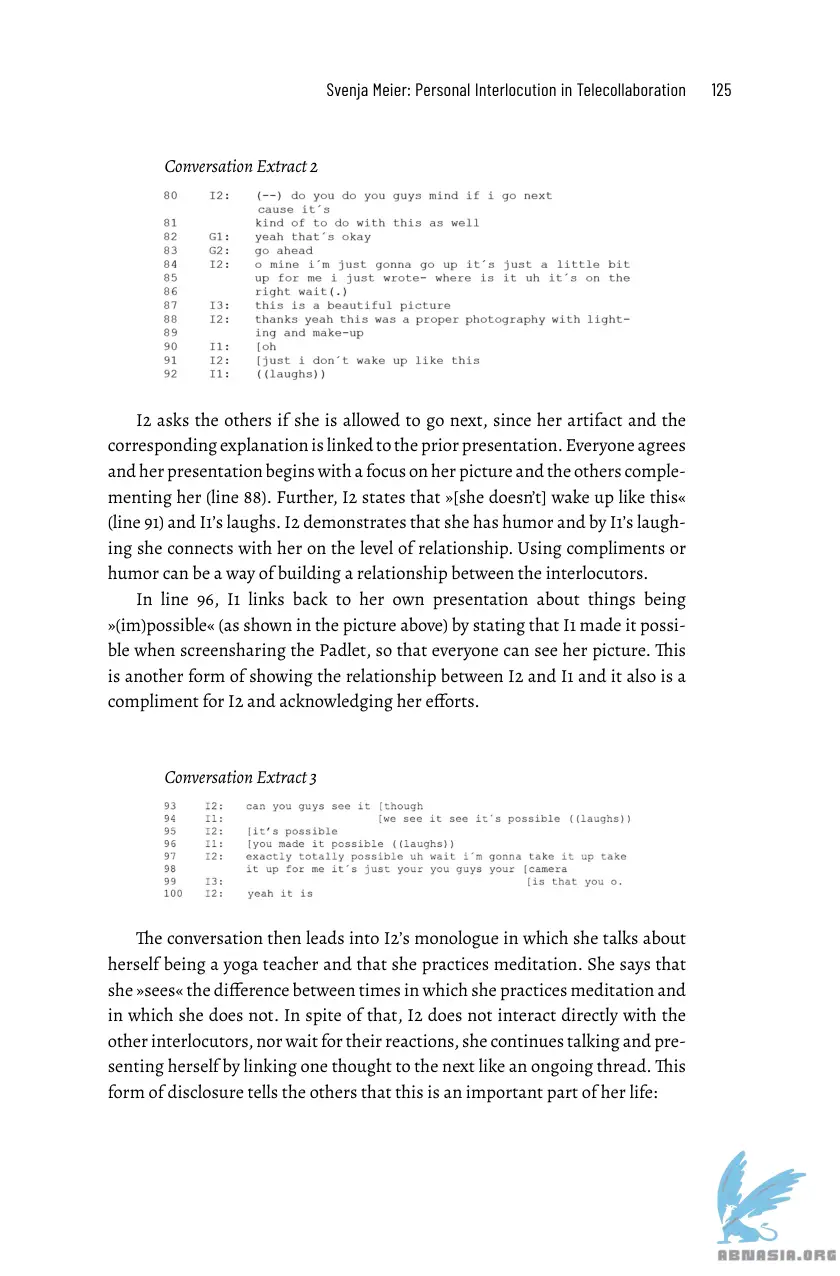 Svenja Meier: Personal Interlocution in Telecollaboration 125
Conversation Extract 2
80 I2: (--) do you do you guys mind if i go next
cause it´s
81 kind of to do with this as well
82 G1: yeah that´s okay
83 G2: go ahead
84 I2: o mine i´m just gonna go up it´s just a little bit
85 up for me i just wrote- where is it uh it´s on the
86 right wait(.)
87 I3: this is a beautiful picture
88 I2: thanks yeah this was a proper photography with light-
89 ing and make-up
90 I1: [oh
91 I2: [just i don´t wake up like this
92 I1: ((laughs))
I2 asks the others if she is allowed to go next, since her artifact and the
corresponding explanation is linked to the prior presentation. Everyone agrees
and her presentation begins with a focus on her picture and the others comple-
menting her (line 88). Further, I2 states that »[she doesn’t] wake up like this«
(line 91) and I1’s laughs. I2 demonstrates that she has humor and by I1’s laugh-
ing she connects with her on the level of relationship. Using compliments or
humor can be a way of building a relationship between the interlocutors.
In line 96, I1 links back to her own presentation about things being
»(im)possible« (as shown in the picture above) by stating that I1 made it possi-
ble when screensharing the Padlet, so that everyone can see her picture. This
is another form of showing the relationship between I2 and I1 and it also is a
compliment for I2 and acknowledging her efforts.
Conversation Extract 3
93 I2: can you guys see it [though
94 I1: [we see it see it´s possible ((laughs))
95 I2: [it’s possible
96 I1: [you made it possible ((laughs))
97 I2: exactly totally possible uh wait i´m gonna take it up take
98 it up for me it´s just your you guys your [camera
99 I3: [is that you o.
100 I2: yeah it is
The conversation then leads into I2’s monologue in which she talks about
herself being a yoga teacher and that she practices meditation. She says that
she »sees« the difference between times in which she practices meditation and
in which she does not. In spite of that, I2 does not interact directly with the
other interlocutors, nor wait for their reactions, she continues talking and pre-
senting herself by linking one thought to the next like an ongoing thread. This
form of disclosure tells the others that this is an important part of her life:
ABNASIA.ORG